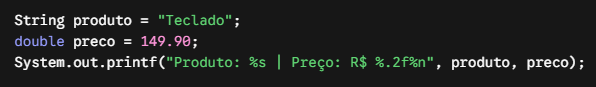 String produto = "Teclado";
double preco = 149.90;
System.out.printf("Produto: %s | Preço: R$ %.2f%n", produto, preco);